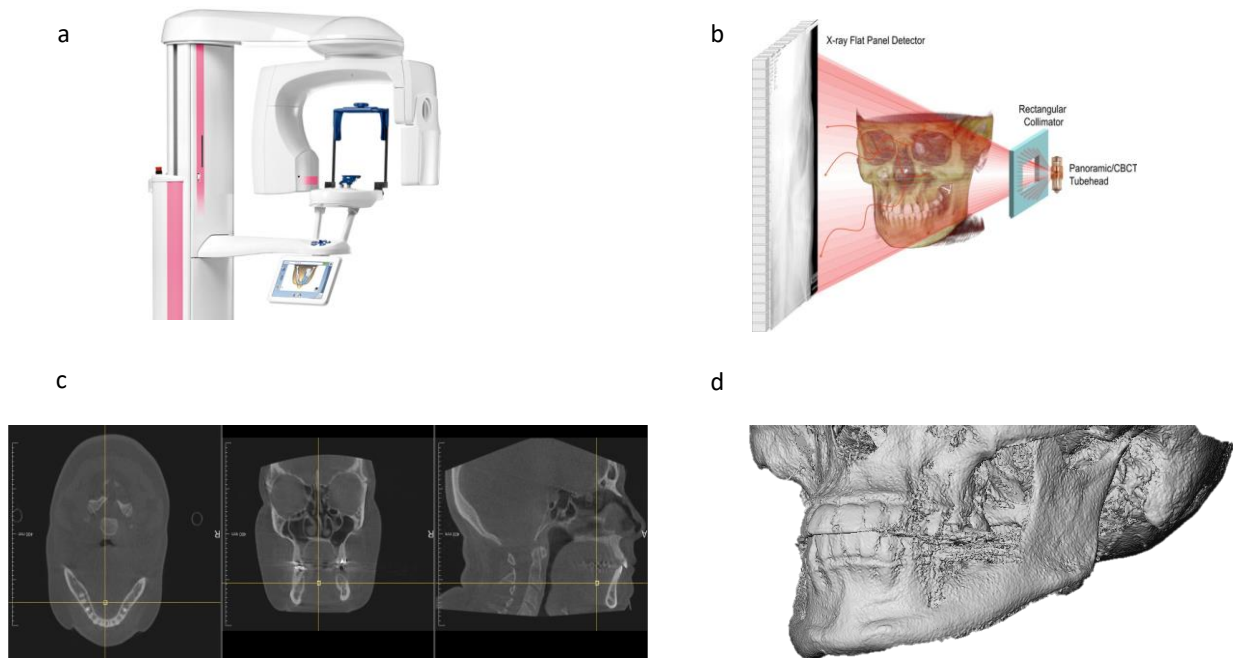 a
b
X-ray Flat Panel Detector
Rectangular
Collimator
Panoramic/CBCT
Tubehead
c
d
R
R
A